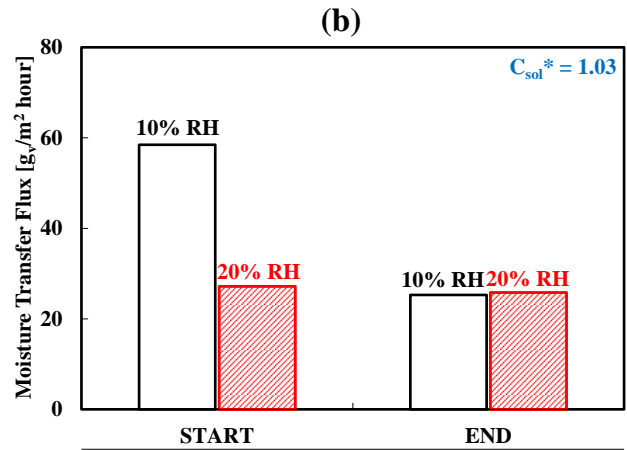 (b)
Moisture Transfer Flux [gᵥ/m² hour]
80
60
40
20
0
C_sol* = 1.03
10% RH
20% RH
10% RH
20% RH
START
END